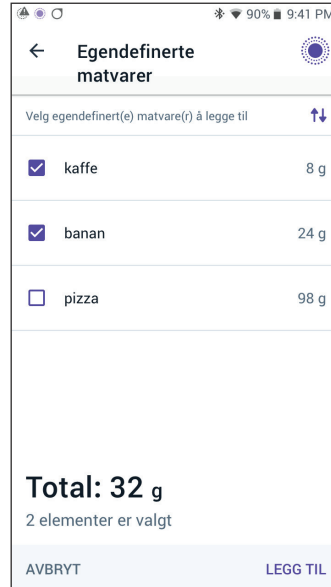 90% 9:41 PM
Egendefinerte
matvarer
Velg egendefinert(e) matvare(r) å legge til
kaffe 8 g
banan 24 g
pizza 98 g
Total: 32 g
2 elementer er valgt
AVBRYT LEGG TIL